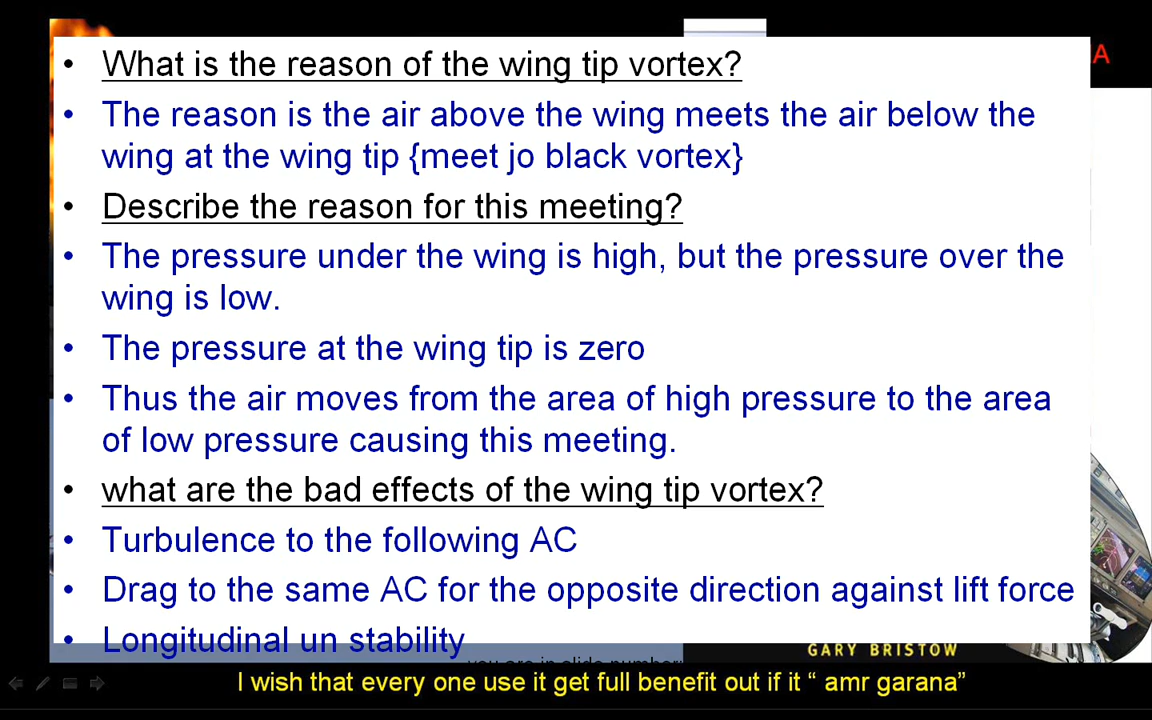 A
• What is the reason of the wing tip vortex?
• The reason is the air above the wing meets the air below the
wing at the wing tip {meet jo black vortex}
• Describe the reason for this meeting?
• The pressure under the wing is high, but the pressure over the
wing is low.
• The pressure at the wing tip is zero
• Thus the air moves from the area of high pressure to the area
of low pressure causing this meeting.
• what are the bad effects of the wing tip vortex?
• Turbulence to the following AC
• Drag to the same AC for the opposite direction against lift force
• Longitudinal un stability
GARY BRISTOW
you are in slide number:
I wish that every one use it get full benefit out if it “ amr garana”